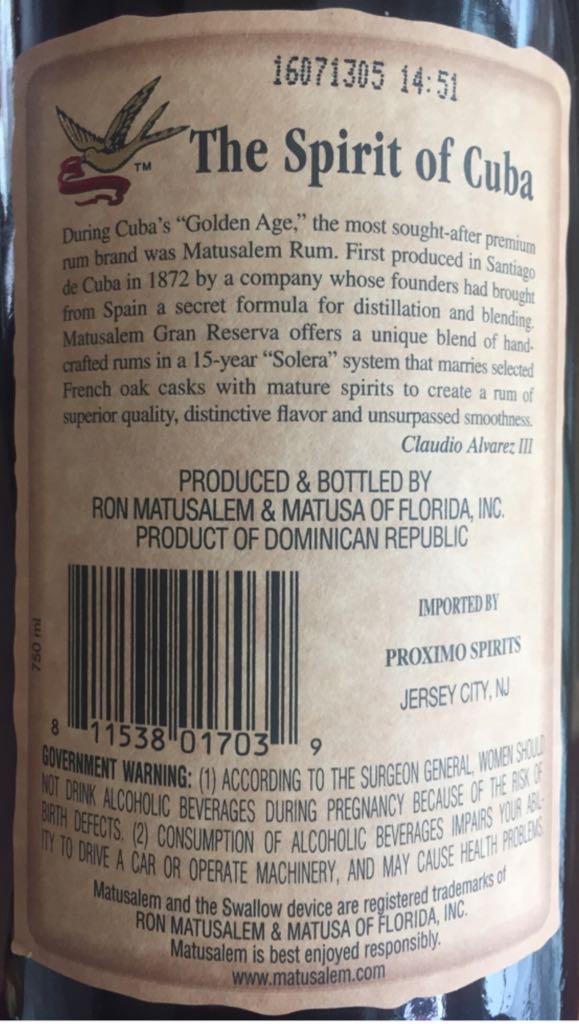 16071305 14:51
TM
The Spirit of Cuba
During Cuba's “Golden Age,” the most sought-after premium
rum brand was Matusalem Rum. First produced in Santiago
de Cuba in 1872 by a company whose founders had brought
from Spain a secret formula for distillation and blending.
Matusalem Gran Reserva offers a unique blend of hand-
crafted rums in a 15-year “Solera” system that marries selected
French oak casks with mature spirits to create a rum of
superior quality, distinctive flavor and unsurpassed smoothness.
Claudio Alvarez III
PRODUCED & BOTTLED BY
RON MATUSALEM & MATUSA OF FLORIDA, INC.
PRODUCT OF DOMINICAN REPUBLIC
750 ml
IMPORTED BY
PROXIMO SPIRITS
JERSEY CITY, NJ
8 11538 01703 9
GOVERNMENT WARNING: (1) ACCORDING TO THE SURGEON GENERAL, WOMEN SHOULD
NOT DRINK ALCOHOLIC BEVERAGES DURING PREGNANCY BECAUSE OF THE RISK OF
BIRTH DEFECTS. (2) CONSUMPTION OF ALCOHOLIC BEVERAGES IMPAIRS YOUR ABIL-
ITY TO DRIVE A CAR OR OPERATE MACHINERY, AND MAY CAUSE HEALTH PROBLEMS.
Matusalem and the Swallow device are registered trademarks of
RON MATUSALEM & MATUSA OF FLORIDA, INC.
Matusalem is best enjoyed responsibly.
www.matusalem.com